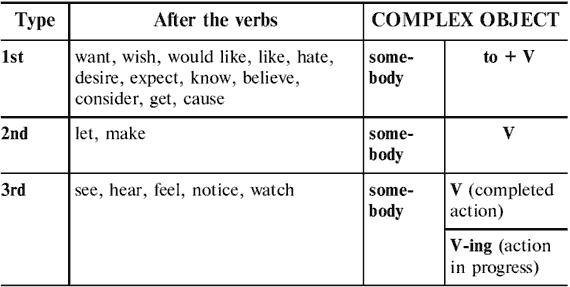 Type After the verbs COMPLEX OBJECT
1st want, wish, would like, like, hate, some- to + V
desire, expect, know, believe, body
consider, get, cause
2nd let, make some- V
body
3rd see, hear, feel, notice, watch some- V (completed
body action)
V-ing (action
in progress)